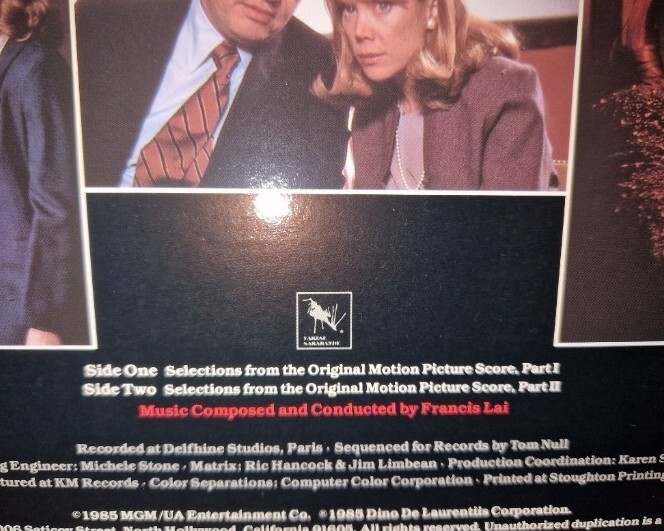 VARESE
SARABANDE
Side One Selections from the Original Motion Picture Score, Part I
Side Two Selections from the Original Motion Picture Score, Part II
Music Composed and Conducted by Francis Lai
Recorded at Delfhine Studios, Paris · Sequenced for Records by Tom Null
g Engineer: Michele Stone · Matrix: Ric Hancock & Jim Limbean · Production Coordination: Karen S
tured at KM Records · Color Separations: Computer Color Corporation · Printed at Stoughton Printing
©1985 MGM/UA Entertainment Co. ℗1985 Dino De Laurentiis Corporation.
006 Saticoy Street, North Hollywood, California 91605. All rights reserved. Unauthorized duplication is a